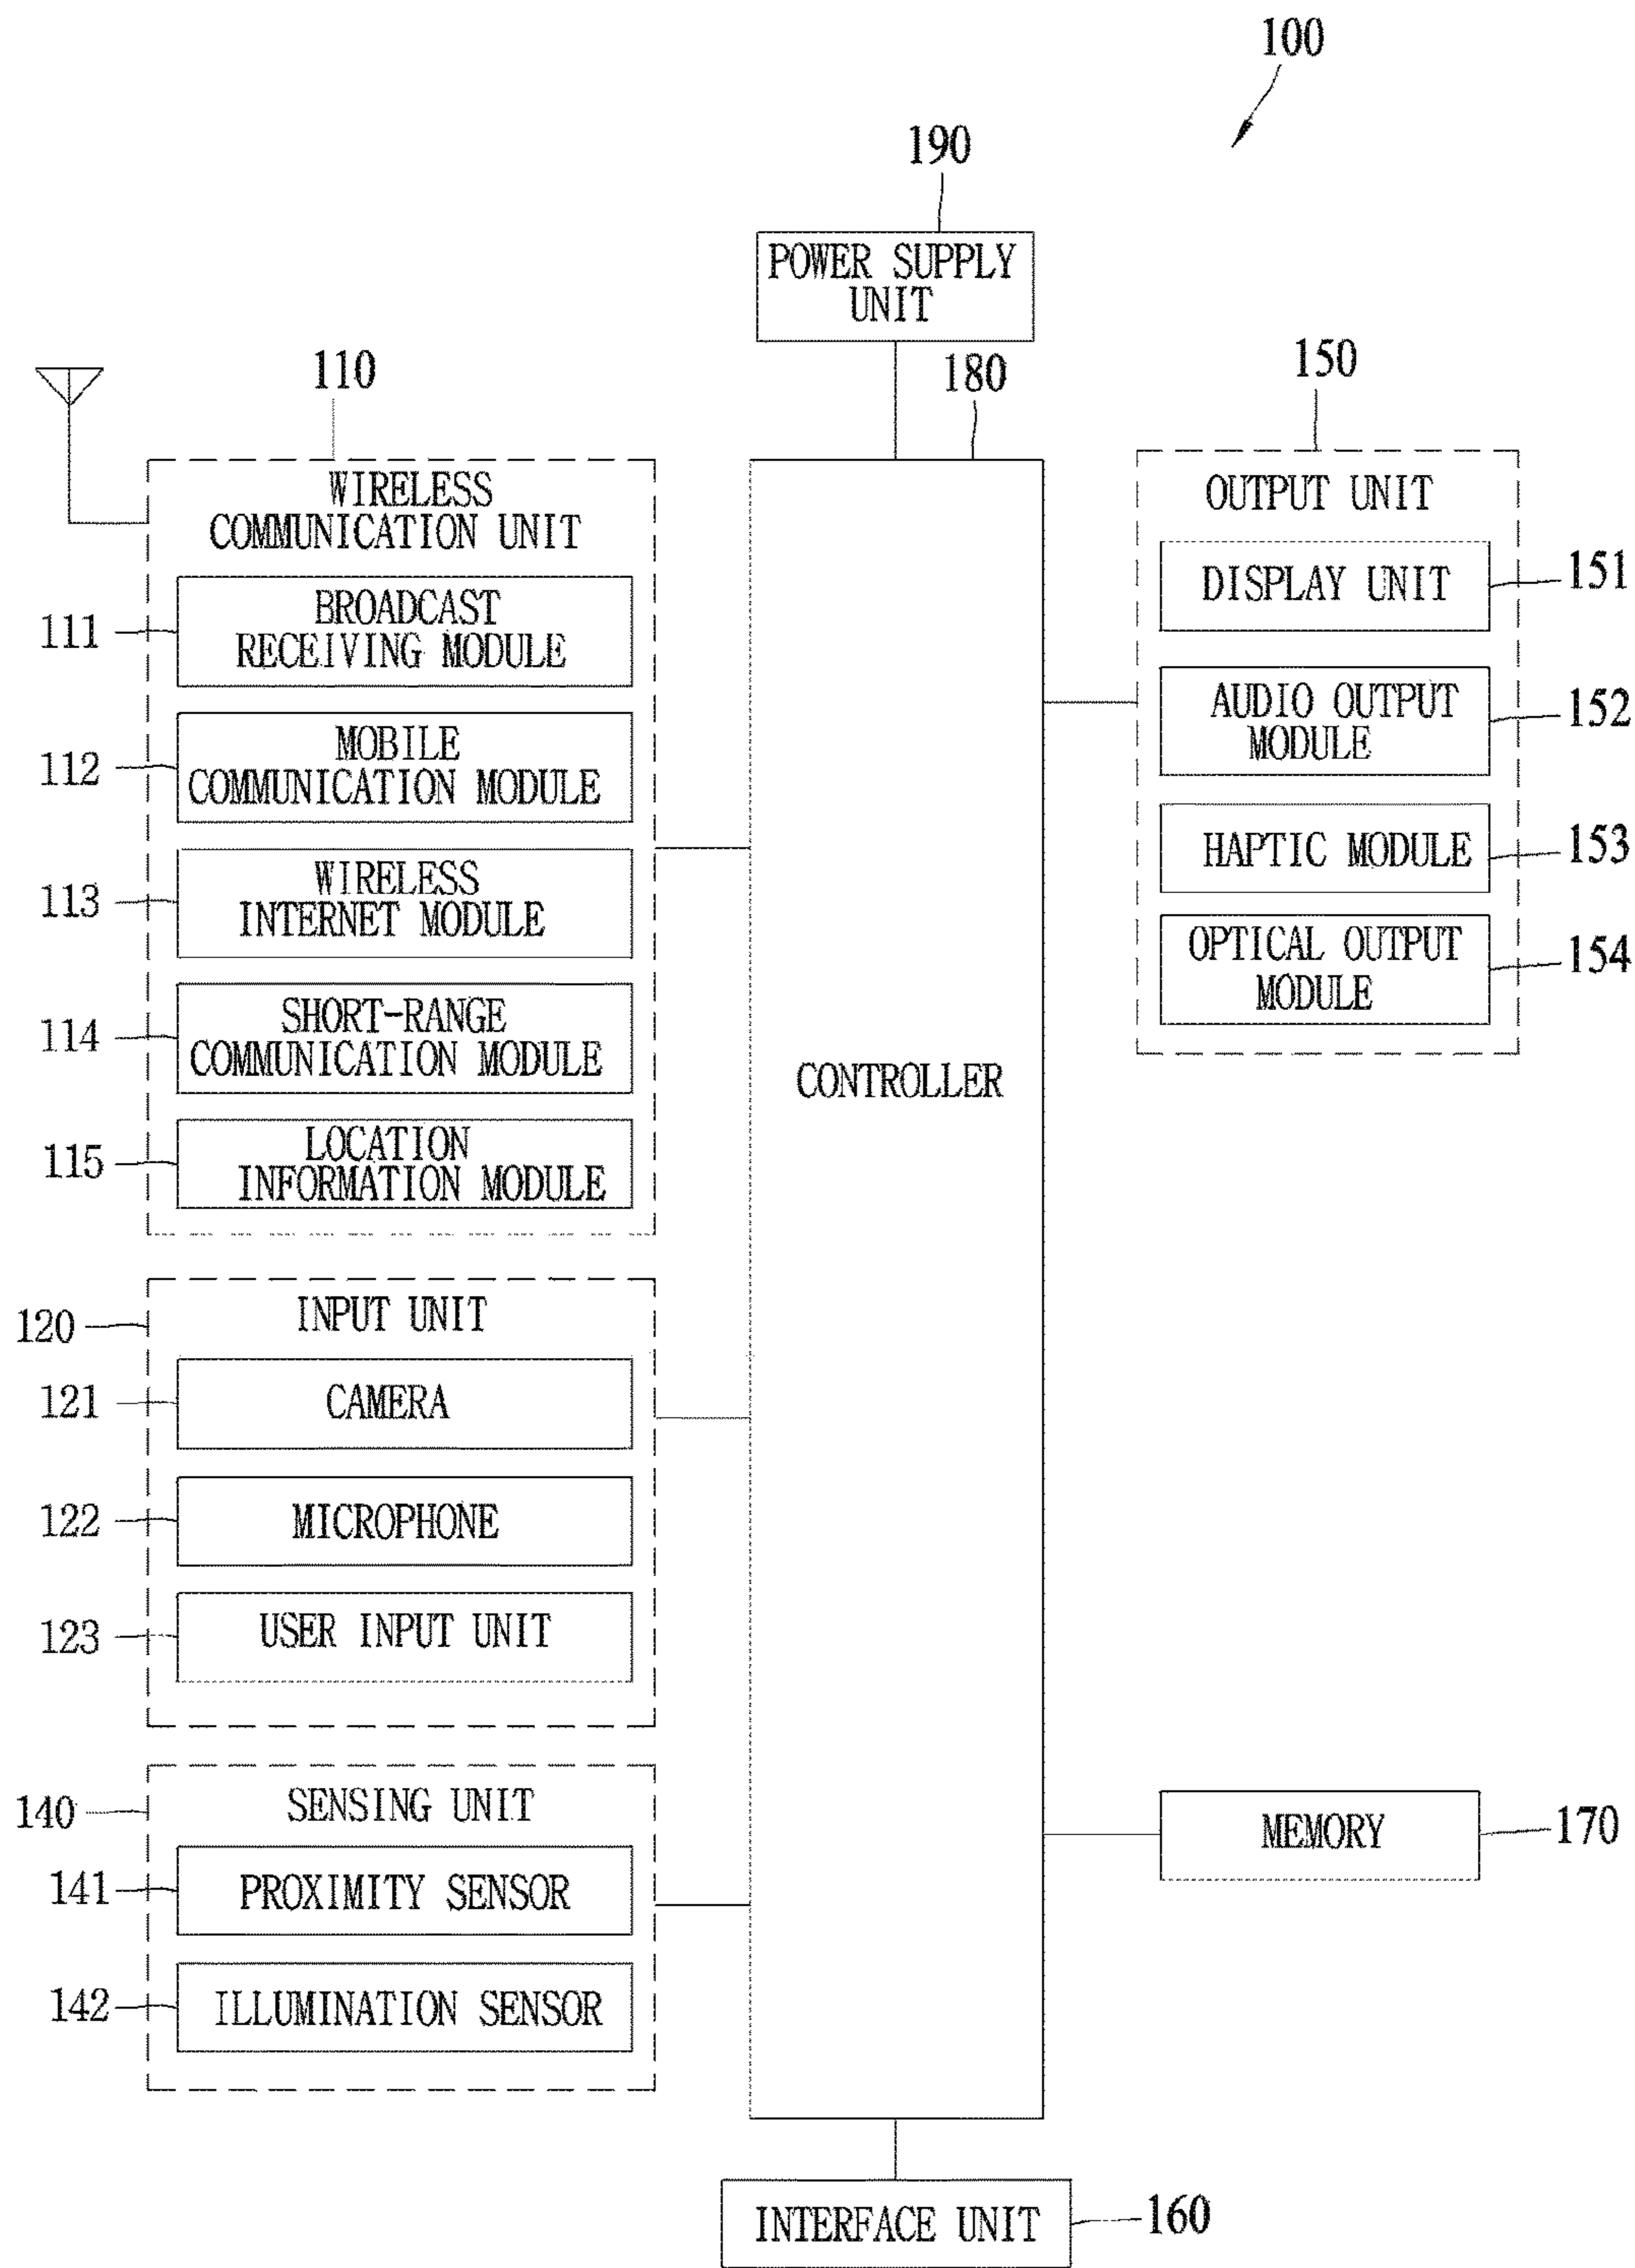 100
190
POWER SUPPLY
UNIT
110
180
150
WIRELESS
COMMUNICATION UNIT
111
BROADCAST
RECEIVING MODULE
112
MOBILE
COMMUNICATION MODULE
113
WIRELESS
INTERNET MODULE
114
SHORT-RANGE
COMMUNICATION MODULE
115
LOCATION
INFORMATION MODULE
120
INPUT UNIT
121
CAMERA
122
MICROPHONE
123
USER INPUT UNIT
140
SENSING UNIT
141
PROXIMITY SENSOR
142
ILLUMINATION SENSOR
CONTROLLER
OUTPUT UNIT
DISPLAY UNIT
151
AUDIO OUTPUT
MODULE
152
HAPTIC MODULE
153
OPTICAL OUTPUT
MODULE
154
MEMORY
170
INTERFACE UNIT
160